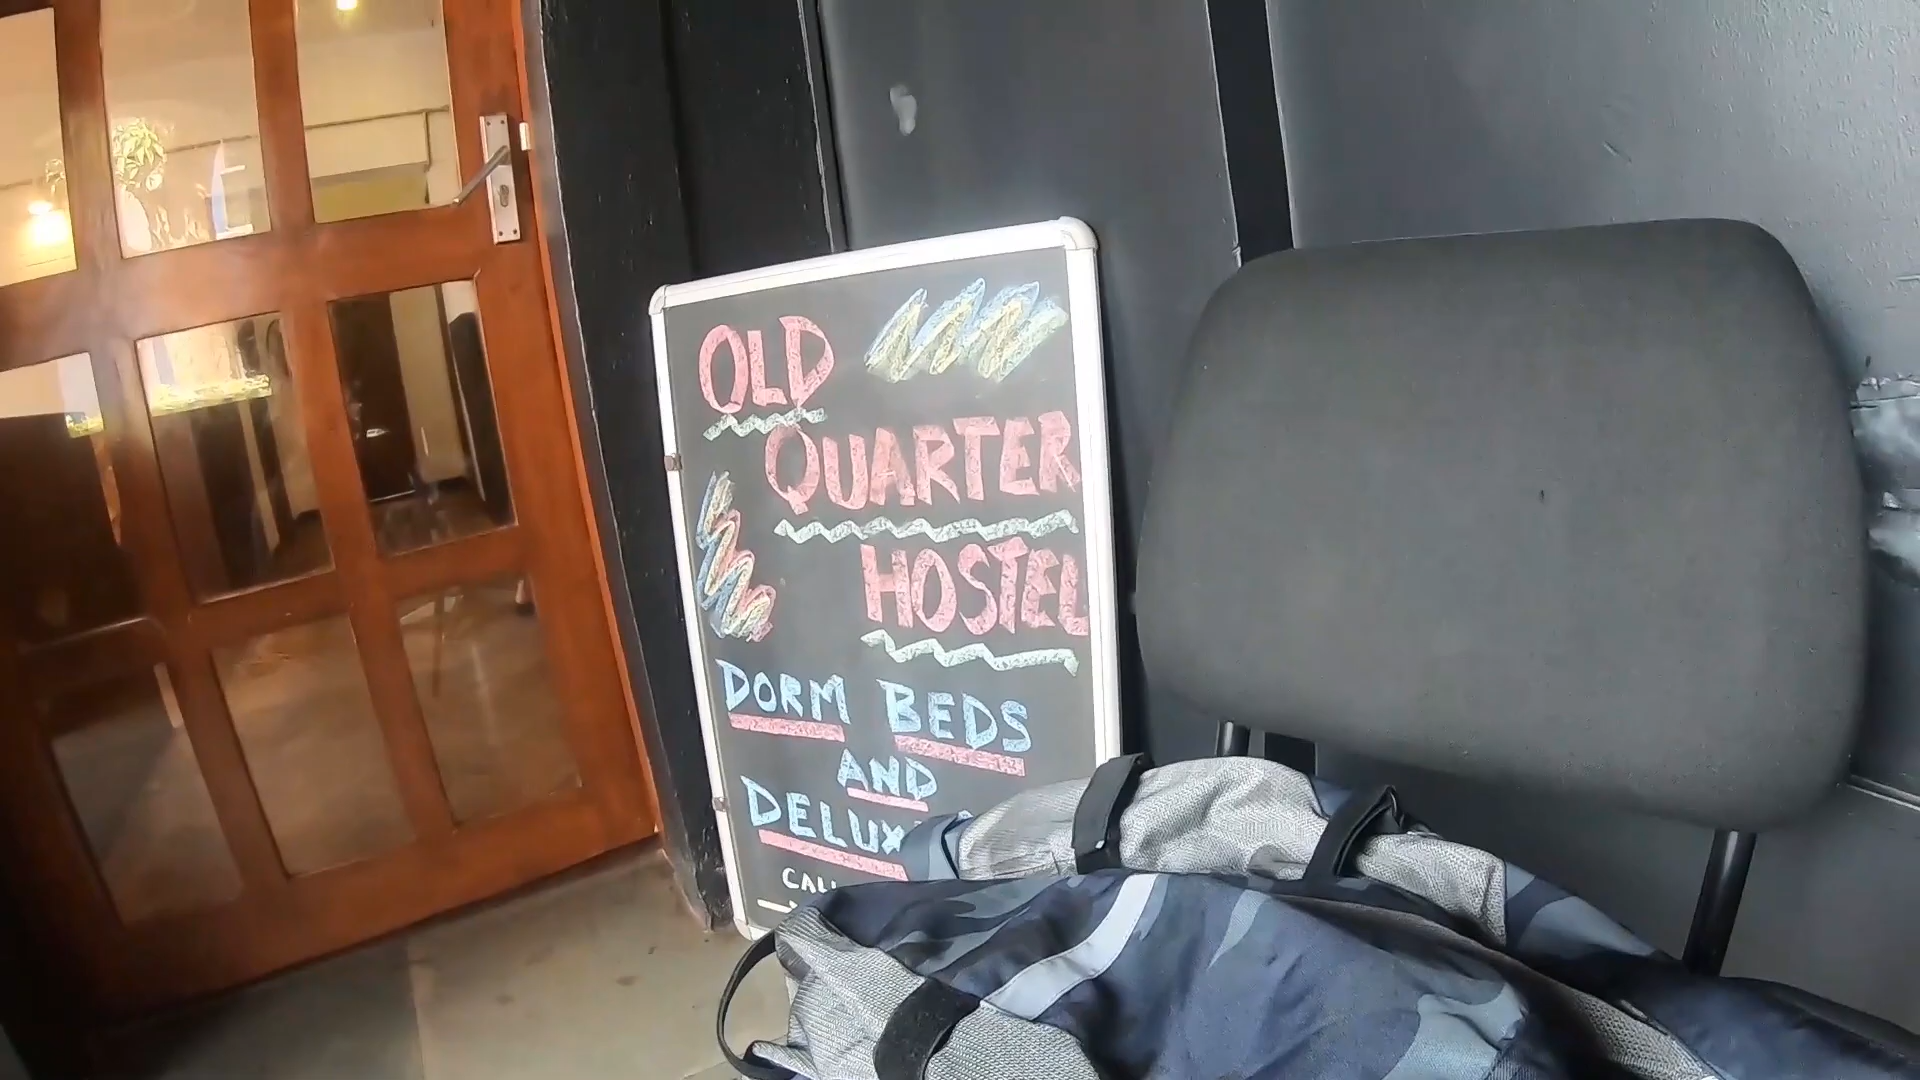 OLD
QUARTER
HOSTEL
DORM BEDS
AND